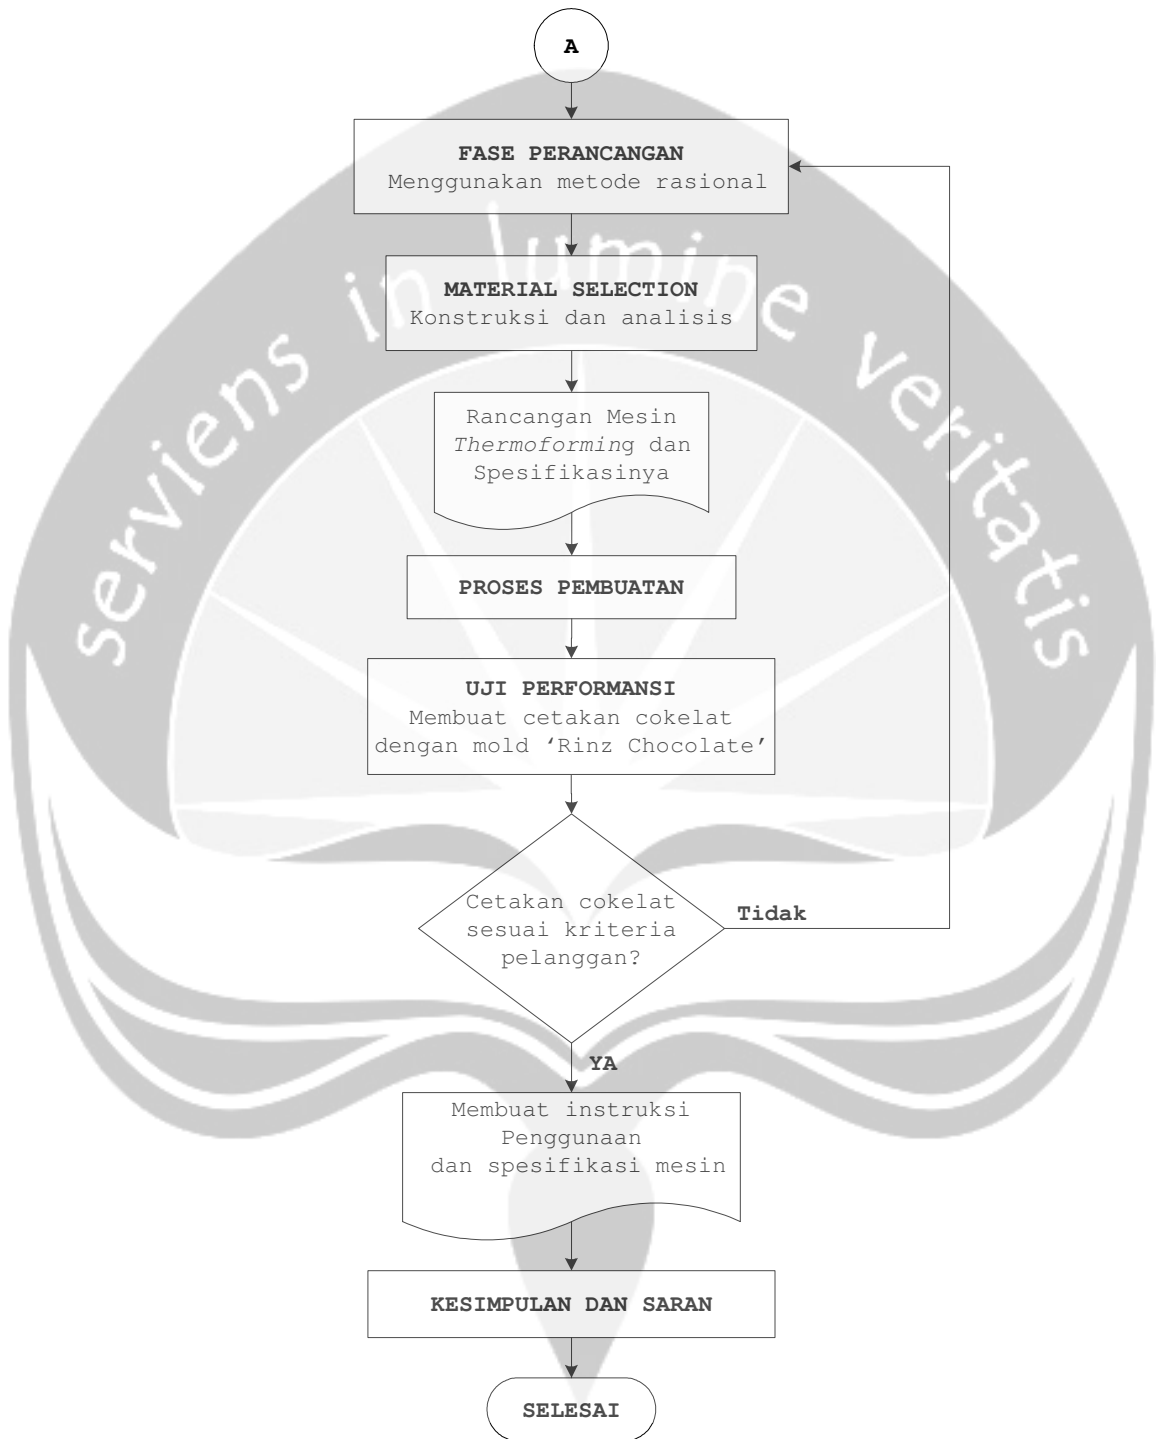 A
FASE PERANCANGAN
Menggunakan metode rasional
serviens in lumine veritatis
MATERIAL SELECTION
Konstruksi dan analisis
Rancangan Mesin
Thermoforming dan
Spesifikasinya
PROSES PEMBUATAN
UJI PERFORMANSI
Membuat cetakan cokelat
dengan mold ‘Rinz Chocolate’
Cetakan cokelat
sesuai kriteria
pelanggan?
Tidak
YA
Membuat instruksi
Penggunaan
dan spesifikasi mesin
KESIMPULAN DAN SARAN
SELESAI